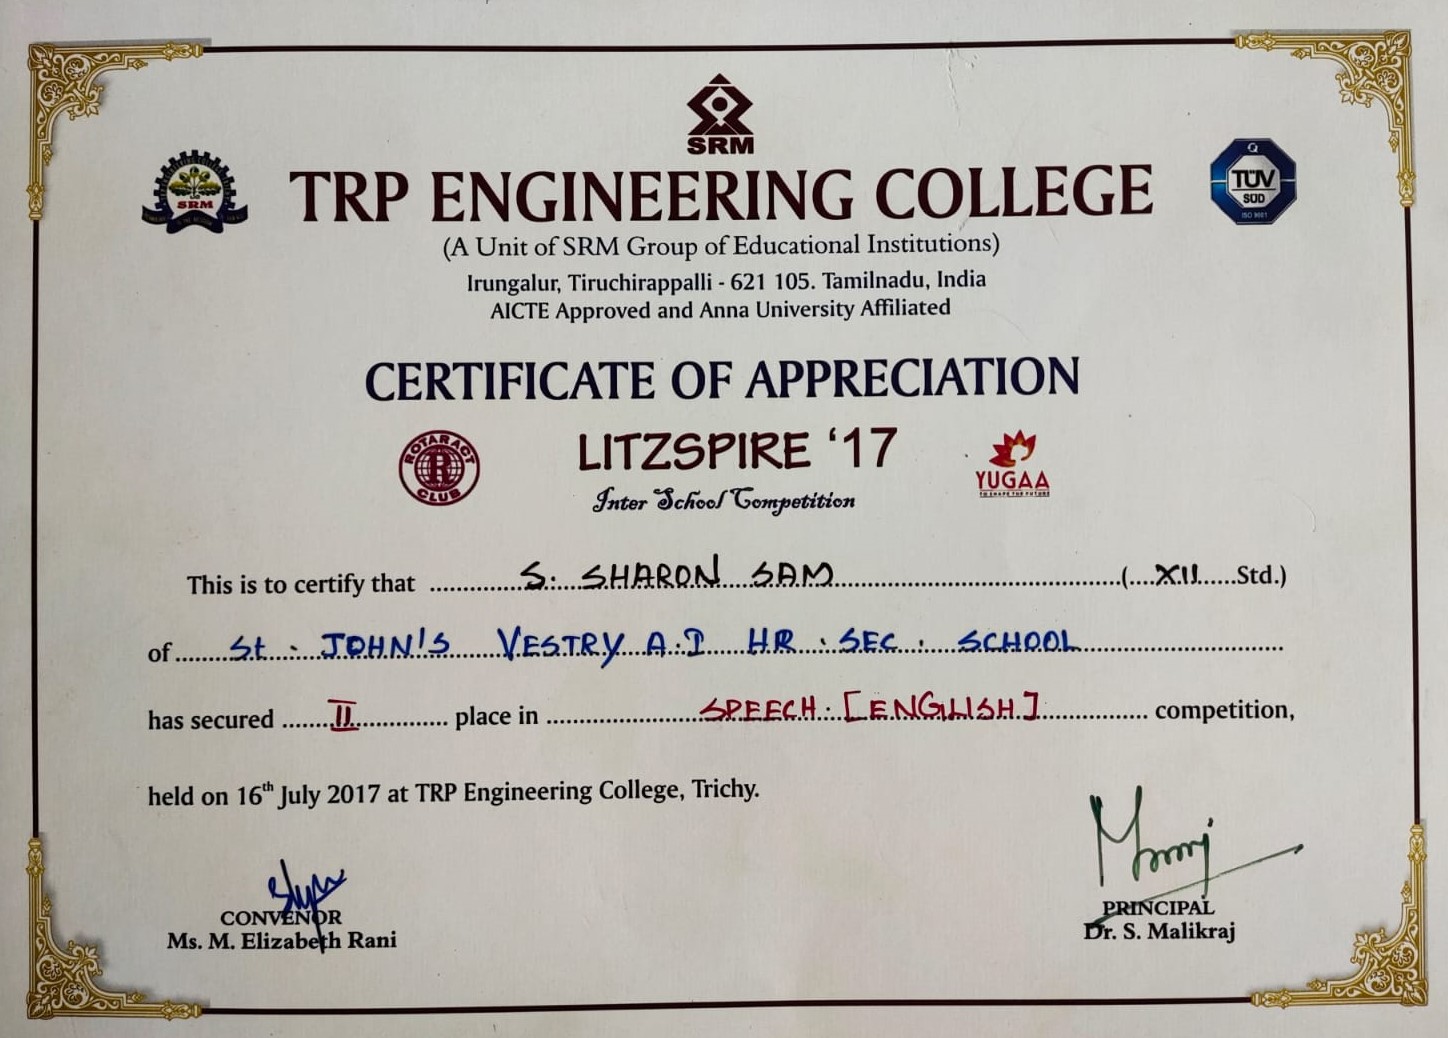 SRM
TRP ENGINEERING COLLEGE
SRM
Q
TÜV
SÜD
ISO 9001
(A Unit of SRM Group of Educational Institutions)
Irungalur, Tiruchirappalli - 621 105. Tamilnadu, India
AICTE Approved and Anna University Affiliated
CERTIFICATE OF APPRECIATION
ROTARACT
R
CLUB
LITZSPIRE ‘17
Inter School Competition
YUGAA
TO SHAPE THE FUTURE
This is to certify that S. SHARON SAM ( XII Std.)
of St. JOHN'S VESTRY A.I HR. SEC. SCHOOL
has secured II place in SPEECH. [ENGLISH] competition,
held on 16th July 2017 at TRP Engineering College, Trichy.
CONVENOR
Ms. M. Elizabeth Rani
PRINCIPAL
Dr. S. Malikraj